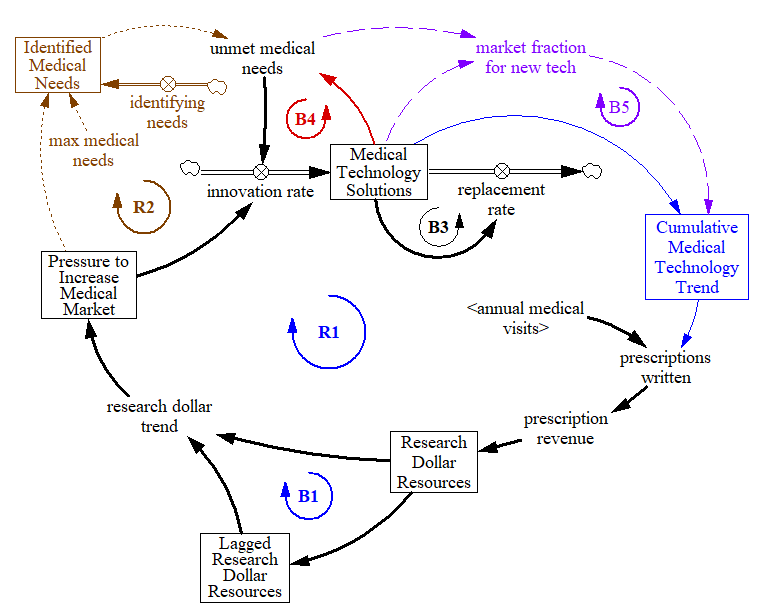 Identified
Medical
Needs
unmet medical
needs
market fraction
for new tech
identifying
needs
B4
B5
max medical
needs
innovation rate
Medical
Technology
Solutions
replacement
rate
R2
B3
Cumulative
Medical
Technology
Trend
Pressure to
Increase
Medical
Market
R1
<annual medical
visits>
prescriptions
written
research dollar
trend
prescription
revenue
Research
Dollar
Resources
B1
Lagged
Research
Dollar
Resources